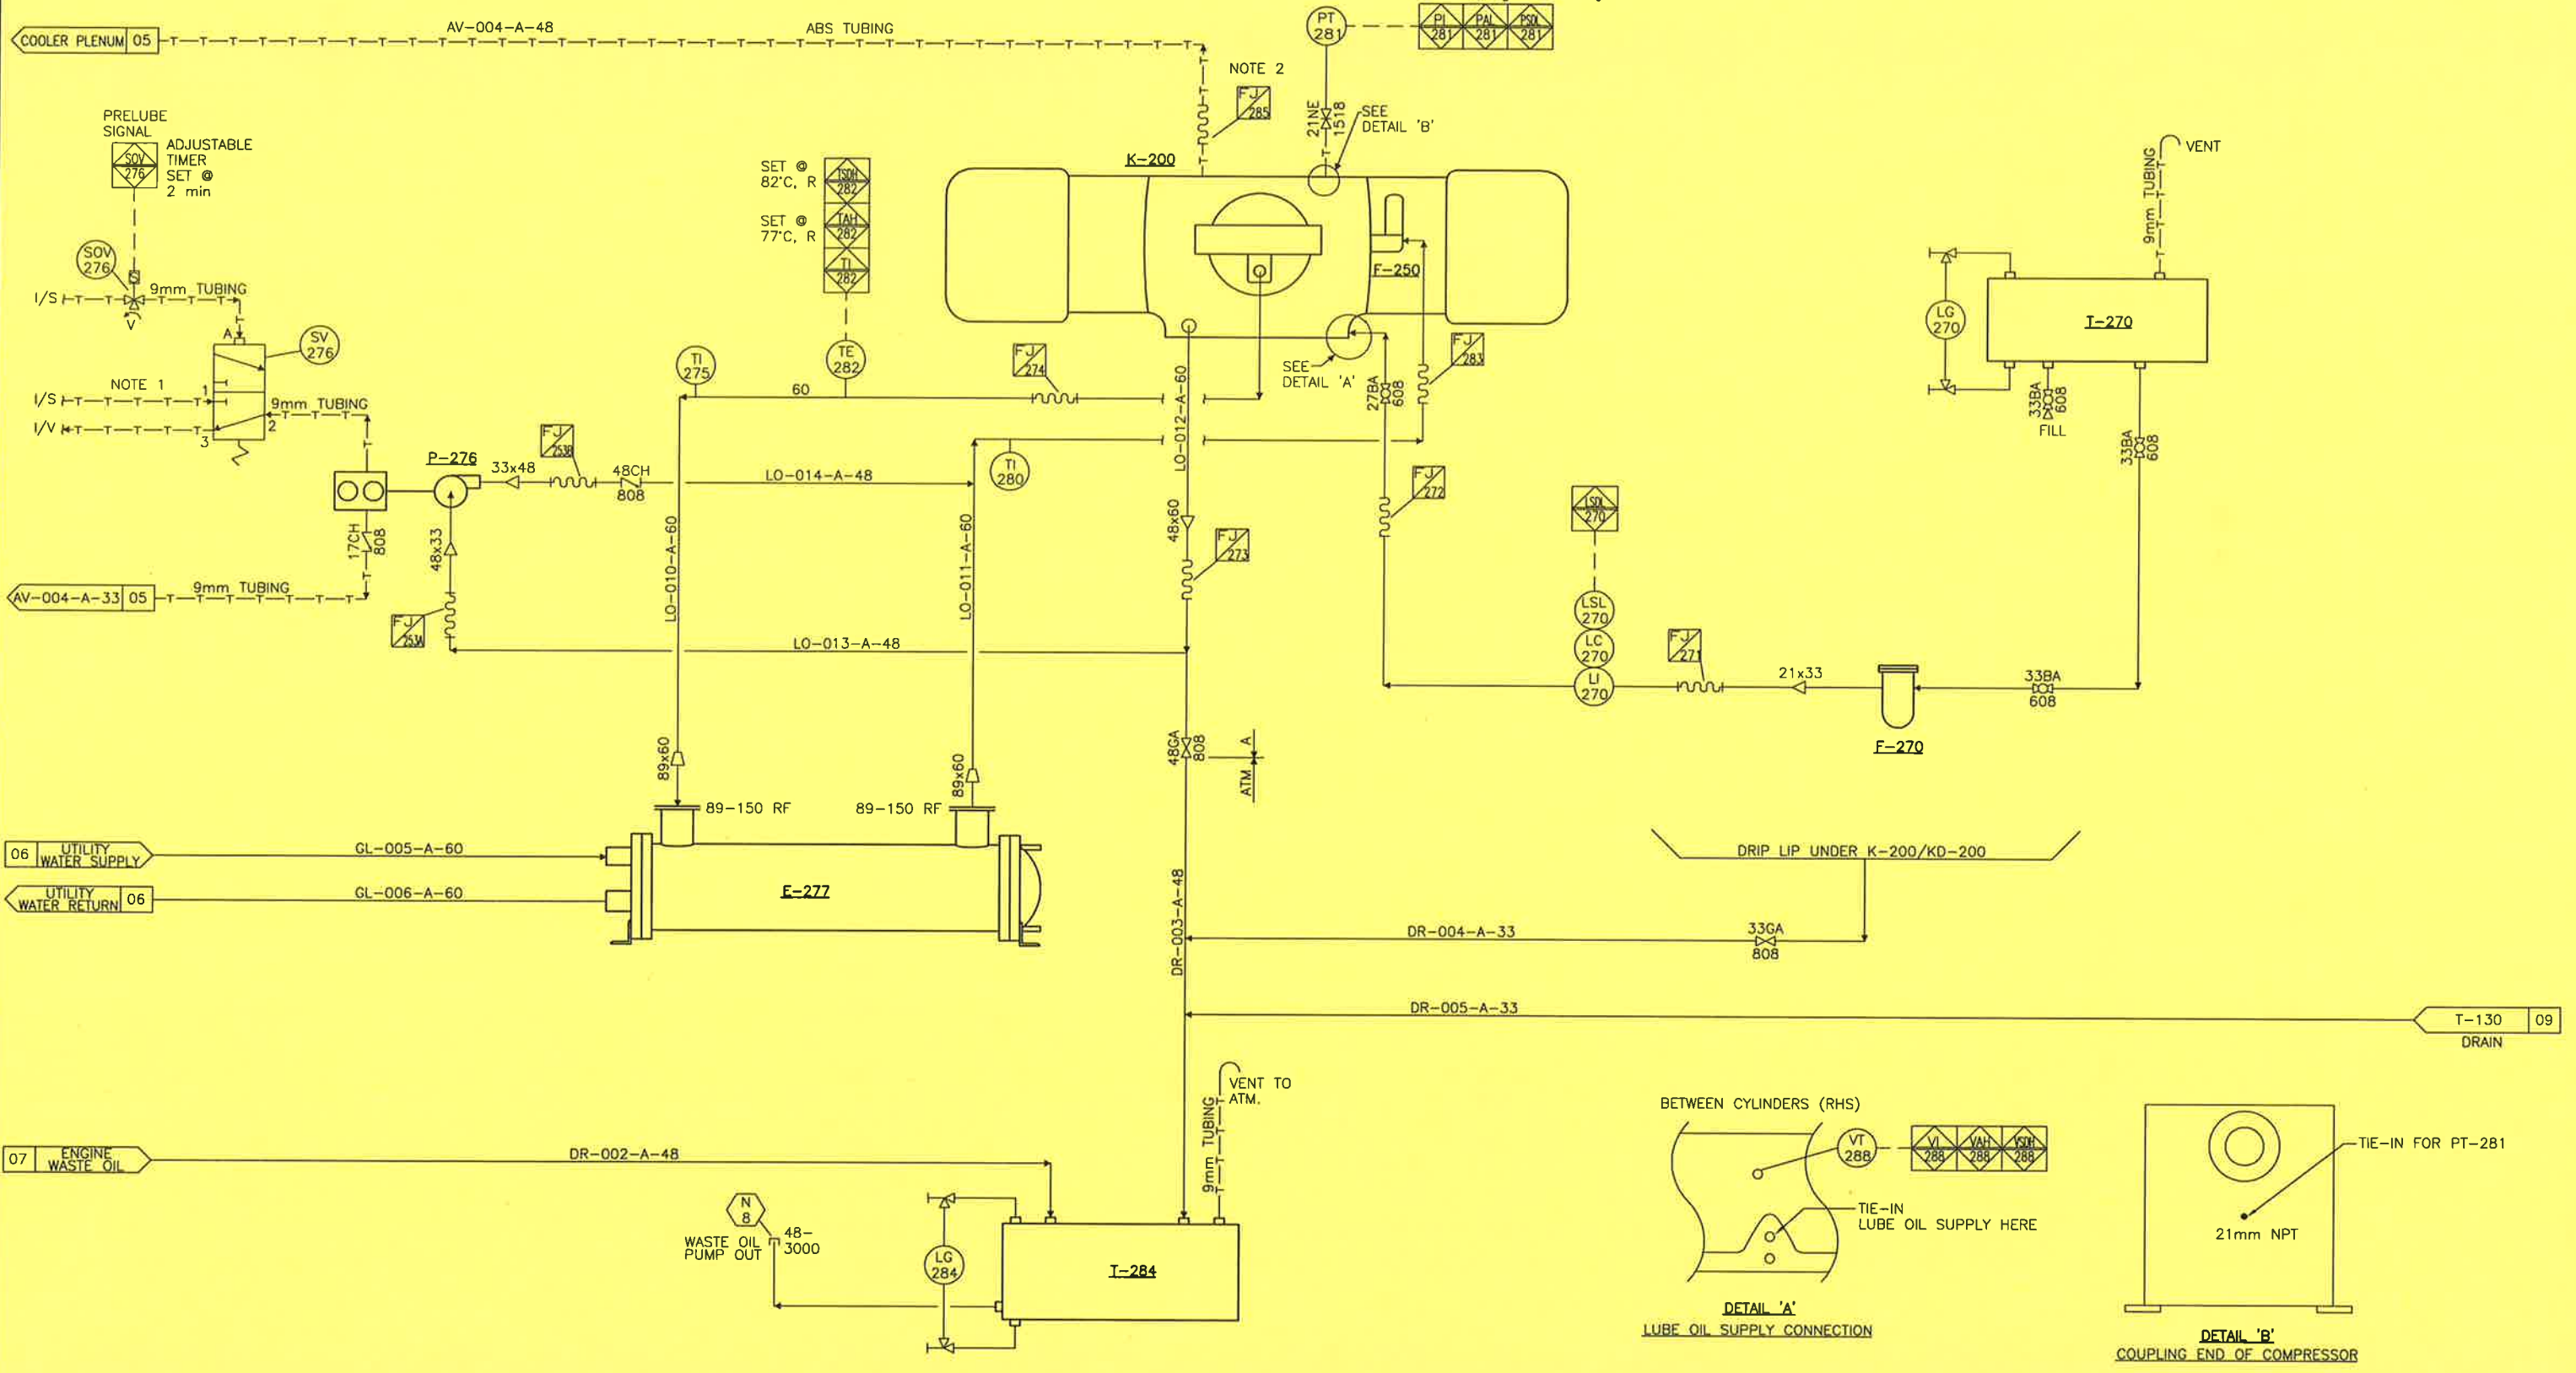 COOLER PLENUM 05
AV-004-A-48
ABS TUBING
PT
281
PI
281
PAL
281
PSDL
281
NOTE 2
FJ
285
21NE
1518
SEE
DETAIL 'B'
K-200
PRELUBE
SIGNAL
SOV
276
ADJUSTABLE
TIMER
SET @
2 min
SOV
276
S
I/S
9mm TUBING
V
A
SV
276
NOTE 1
I/S
1
9mm TUBING
I/V
2
3
SET @
82°C, R
TSDH
282
SET @
77°C, R
TAH
282
TI
282
TE
282
TI
275
60
FJ
274
F-250
SEE
DETAIL 'A'
FJ
283
27BA
608
LO-012-A-60
9mm TUBING
VENT
LG
270
T-270
33BA
608
FILL
33BA
608
P-276
33x48
FJ
253B
48CH
808
LO-014-A-48
TI
280
17CH
808
48x33
FJ
253A
AV-004-A-33 05
9mm TUBING
LO-010-A-60
LO-011-A-60
48x60
FJ
273
FJ
272
LO-013-A-48
LSDL
270
LSL
270
LC
270
LI
270
FJ
271
21x33
33BA
608
F-270
89x60
89x60
48GA
808
A
ATM
89-150 RF
89-150 RF
06 UTILITY
WATER SUPPLY
GL-005-A-60
UTILITY
WATER RETURN 06
GL-006-A-60
E-277
DR-003-A-48
DRIP LIP UNDER K-200/KD-200
DR-004-A-33
33GA
808
DR-005-A-33
T-130 09
DRAIN
07 ENGINE
WASTE OIL
DR-002-A-48
9mm TUBING
VENT TO
ATM.
N
8
WASTE OIL
PUMP OUT
48-
3000
LG
284
T-284
BETWEEN CYLINDERS (RHS)
VT
288
VI
288
VAH
288
VSDH
288
TIE-IN
LUBE OIL SUPPLY HERE
DETAIL 'A'
LUBE OIL SUPPLY CONNECTION
TIE-IN FOR PT-281
21mm NPT
DETAIL 'B'
COUPLING END OF COMPRESSOR